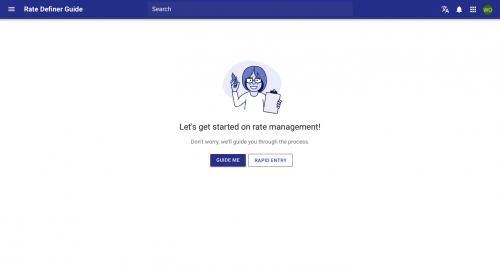 Rate Definer Guide
Search
WD
Let's get started on rate management!
Don't worry, we'll guide you through the process.
GUIDE ME
RAPID ENTRY